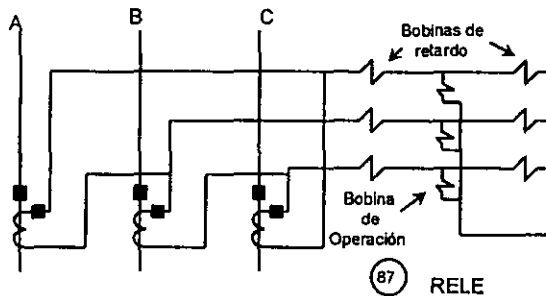 A
B
C
Bobinas de
retardo
Bobina
de
Operación
87
RELE